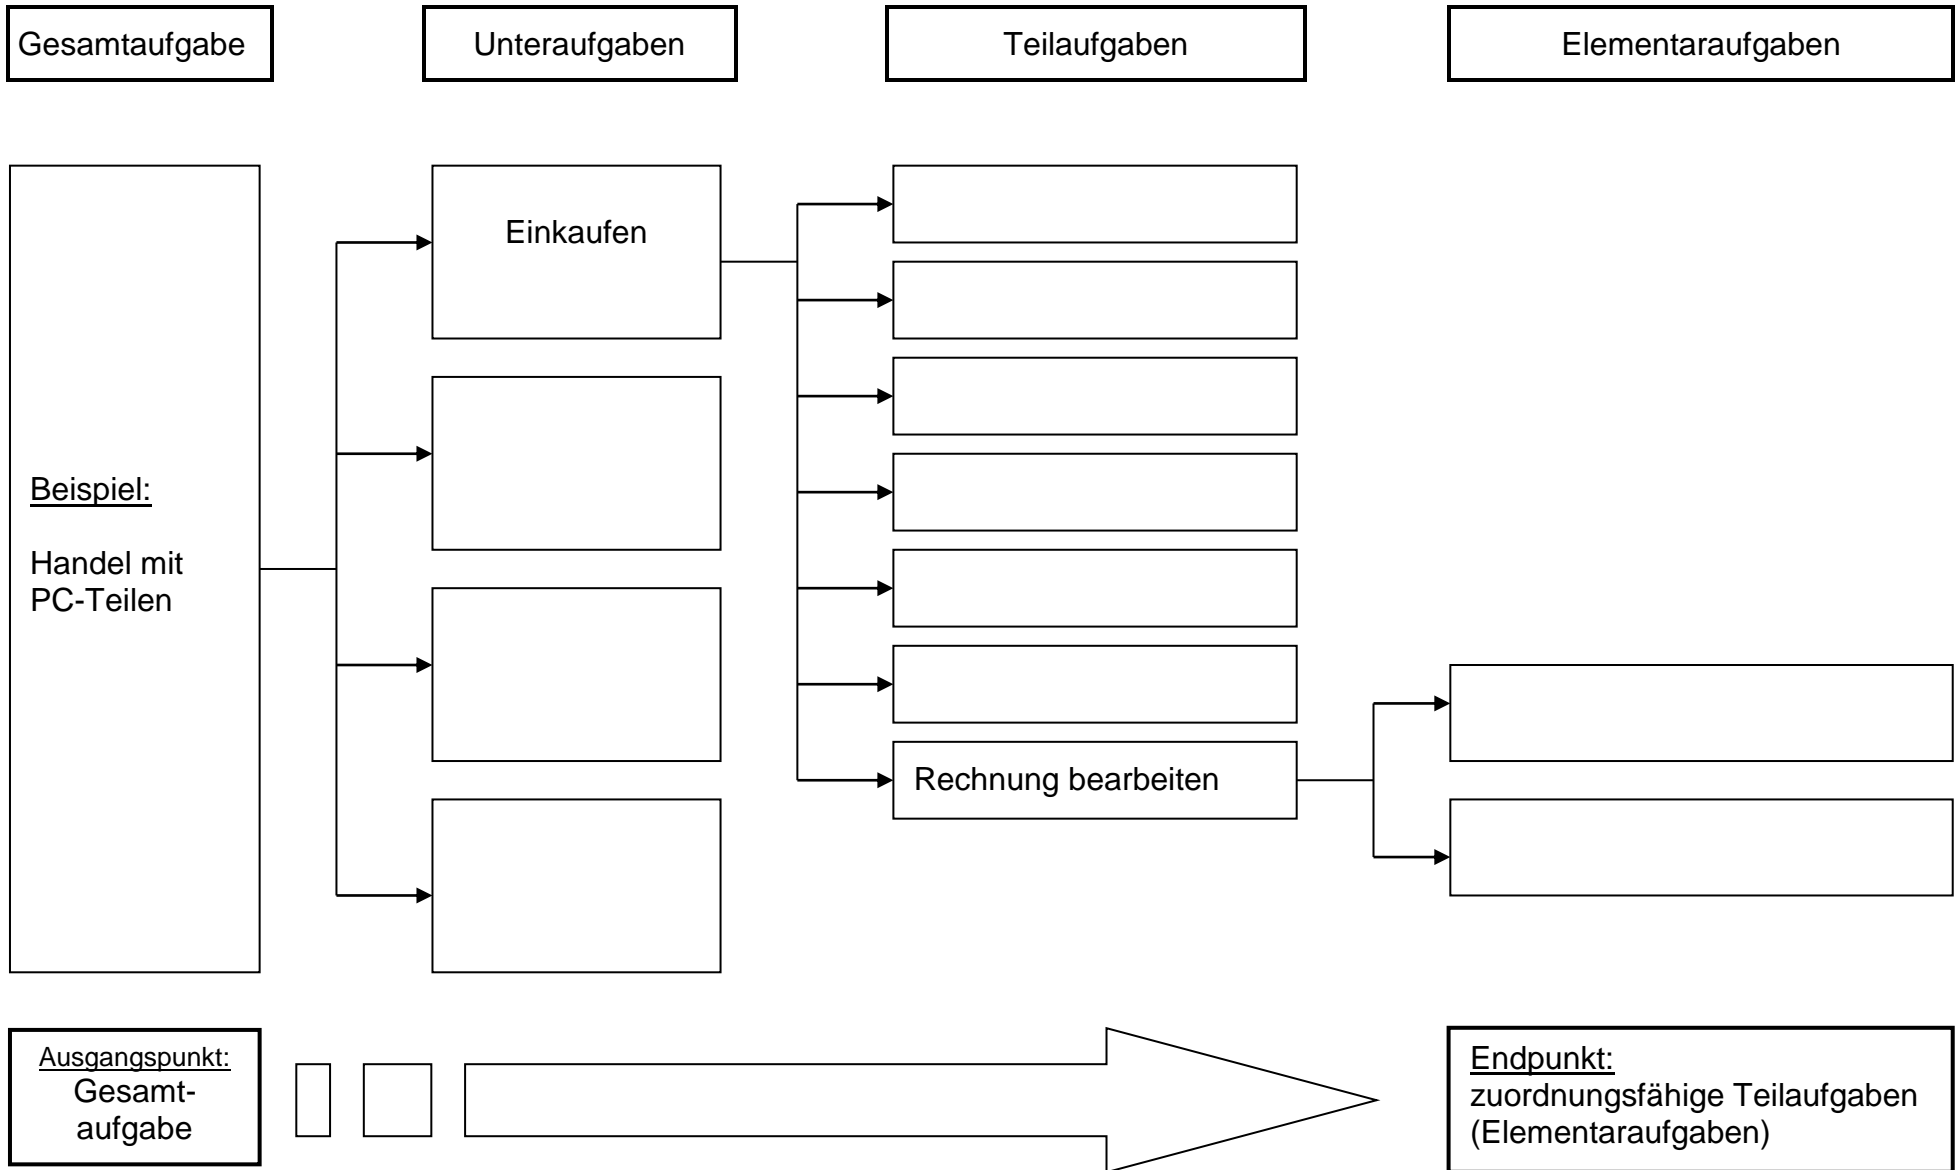 Gesamtaufgabe
Unteraufgaben
Teilaufgaben
Elementaraufgaben
Einkaufen
Beispiel:
Handel mit
PC-Teilen
Rechnung bearbeiten
Ausgangspunkt:
Gesamt-
aufgabe
Endpunkt:
zuordnungsfähige Teilaufgaben
(Elementaraufgaben)